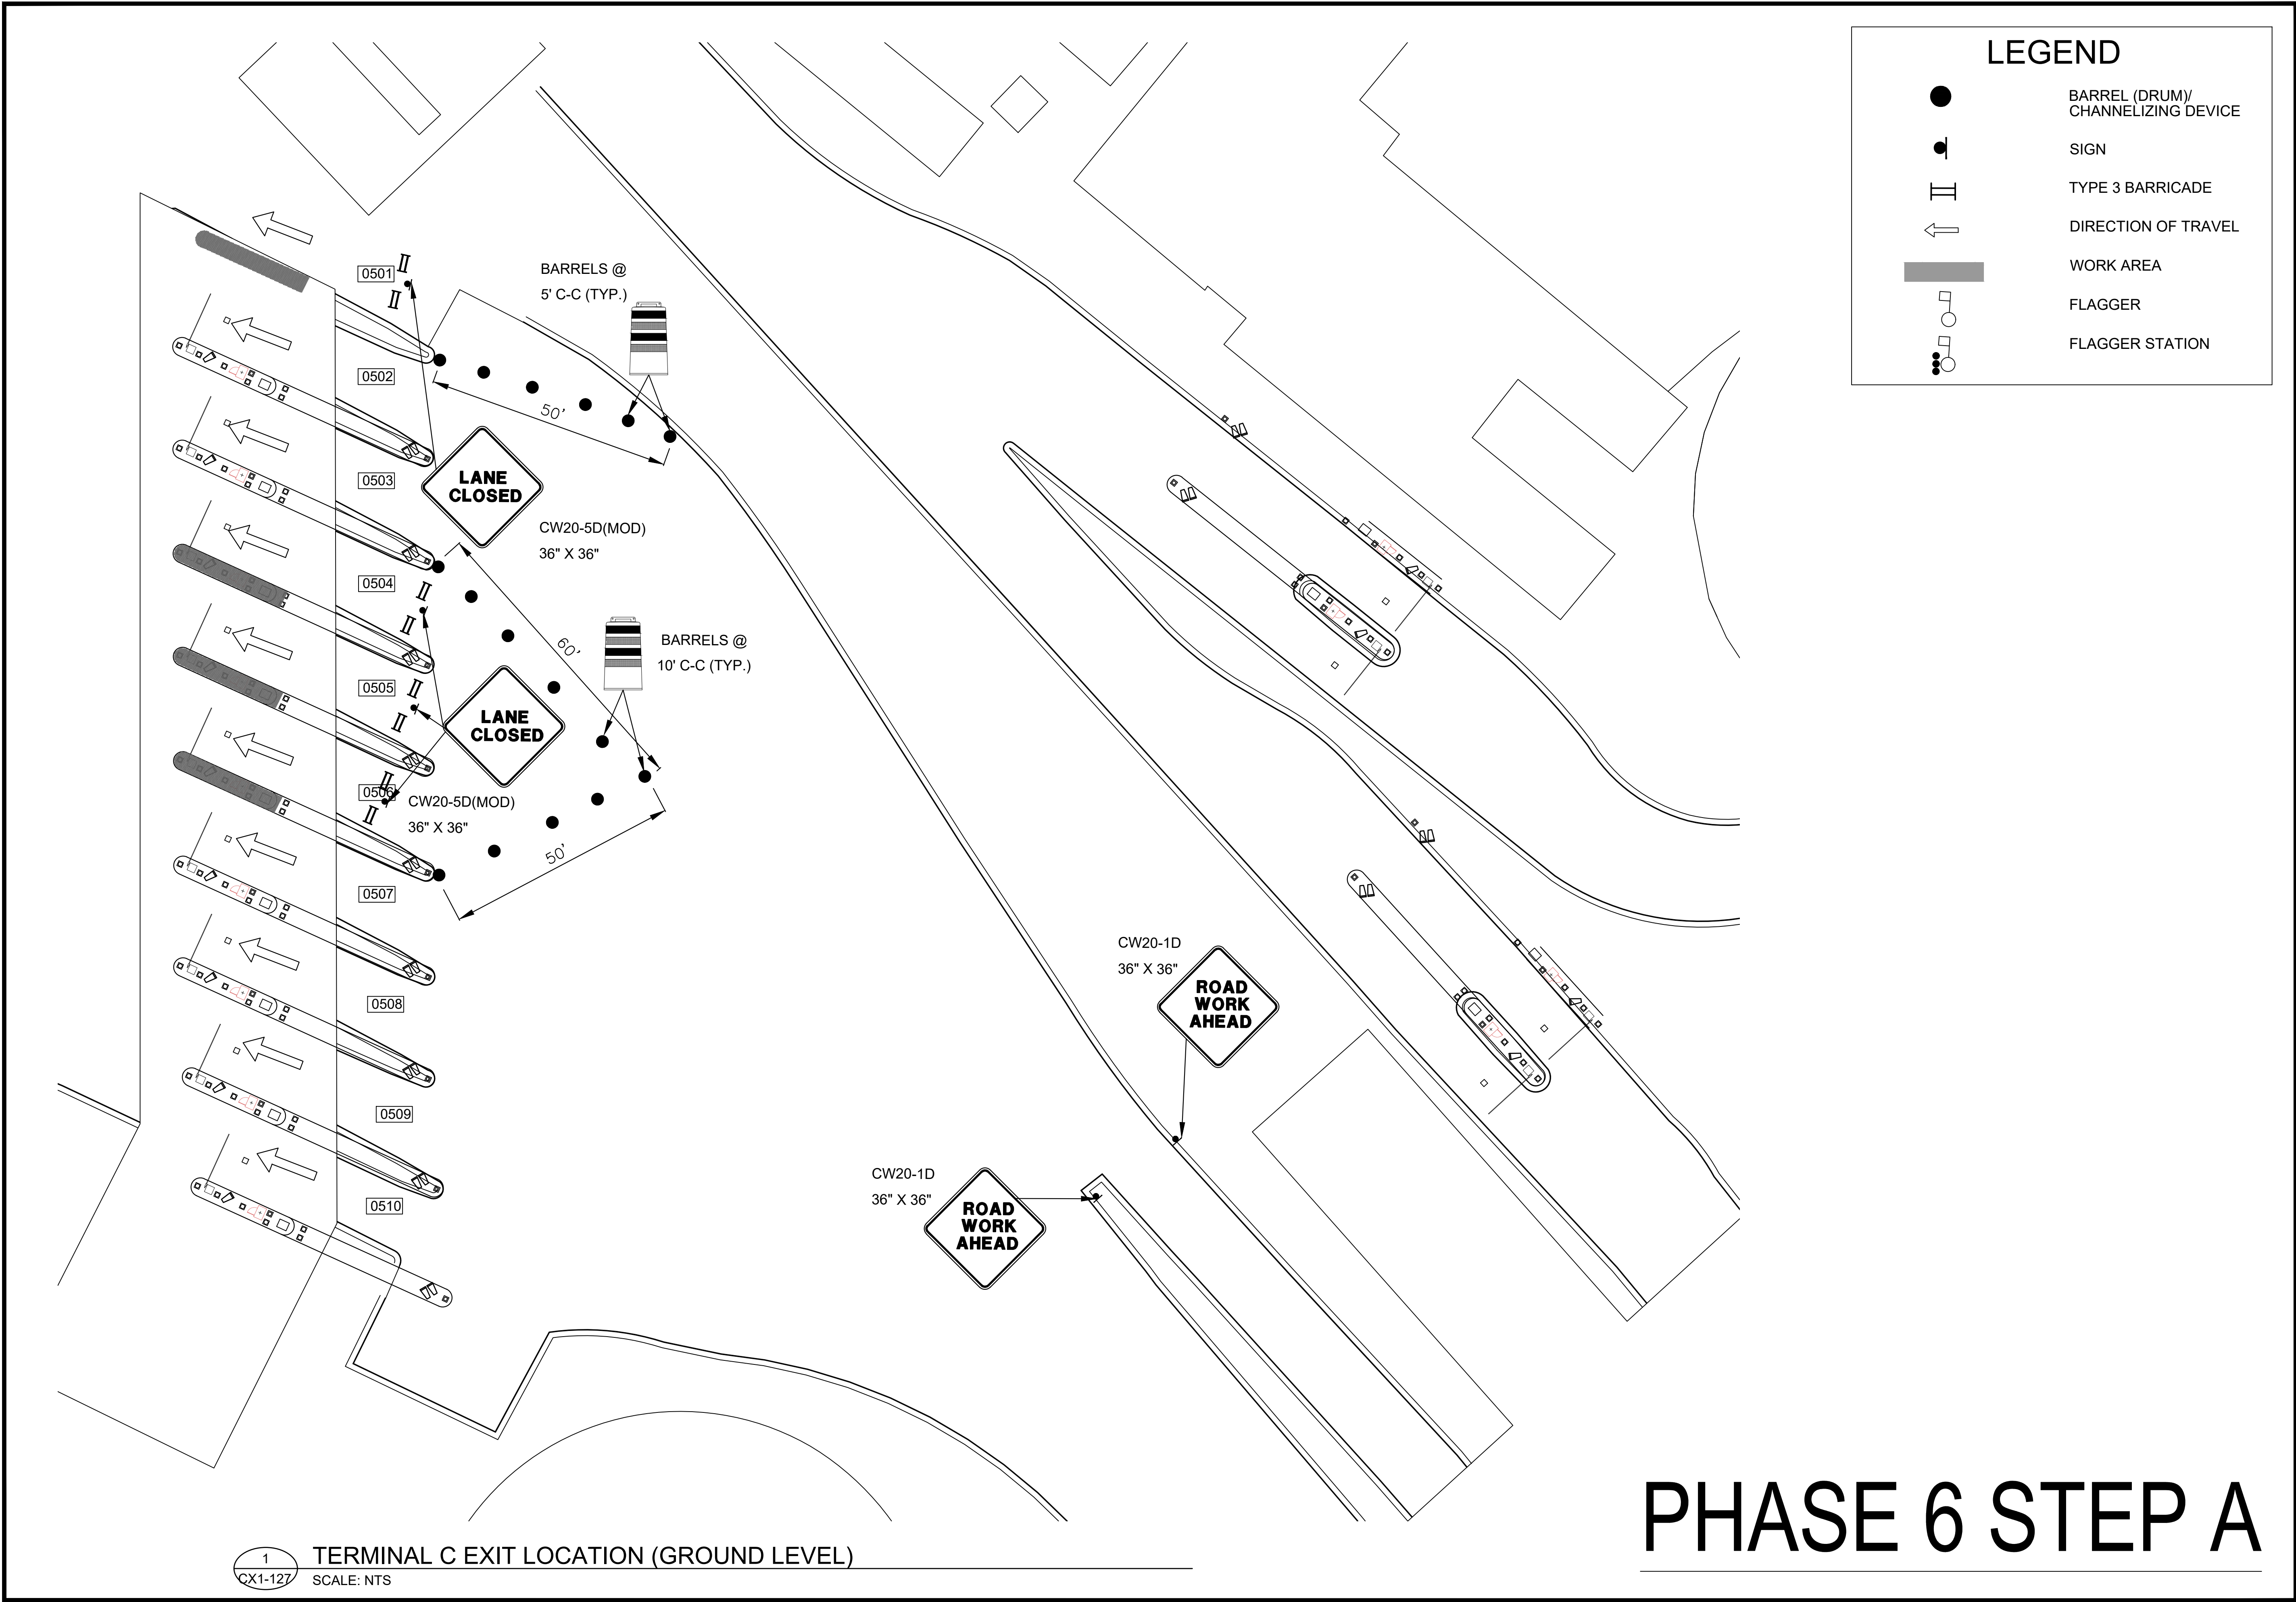 LEGEND
BARREL (DRUM)/
CHANNELIZING DEVICE
SIGN
TYPE 3 BARRICADE
DIRECTION OF TRAVEL
WORK AREA
FLAGGER
FLAGGER STATION
0501
BARRELS @
5' C-C (TYP.)
0502
50'
0503
LANE
CLOSED
CW20-5D(MOD)
36" X 36"
0504
60'
BARRELS @
10' C-C (TYP.)
0505
LANE
CLOSED
0506
CW20-5D(MOD)
36" X 36"
50'
0507
CW20-1D
36" X 36"
ROAD
WORK
AHEAD
0508
0509
CW20-1D
36" X 36"
ROAD
WORK
AHEAD
0510
PHASE 6 STEP A
1
CX1-127
TERMINAL C EXIT LOCATION (GROUND LEVEL)
SCALE: NTS